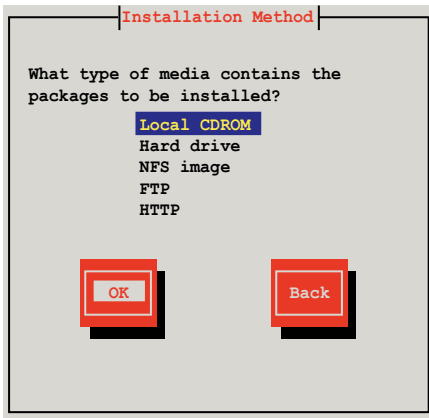 Installation Method
What type of media contains the
packages to be installed?
Local CDROM
Hard drive
NFS image
FTP
HTTP
OK
Back